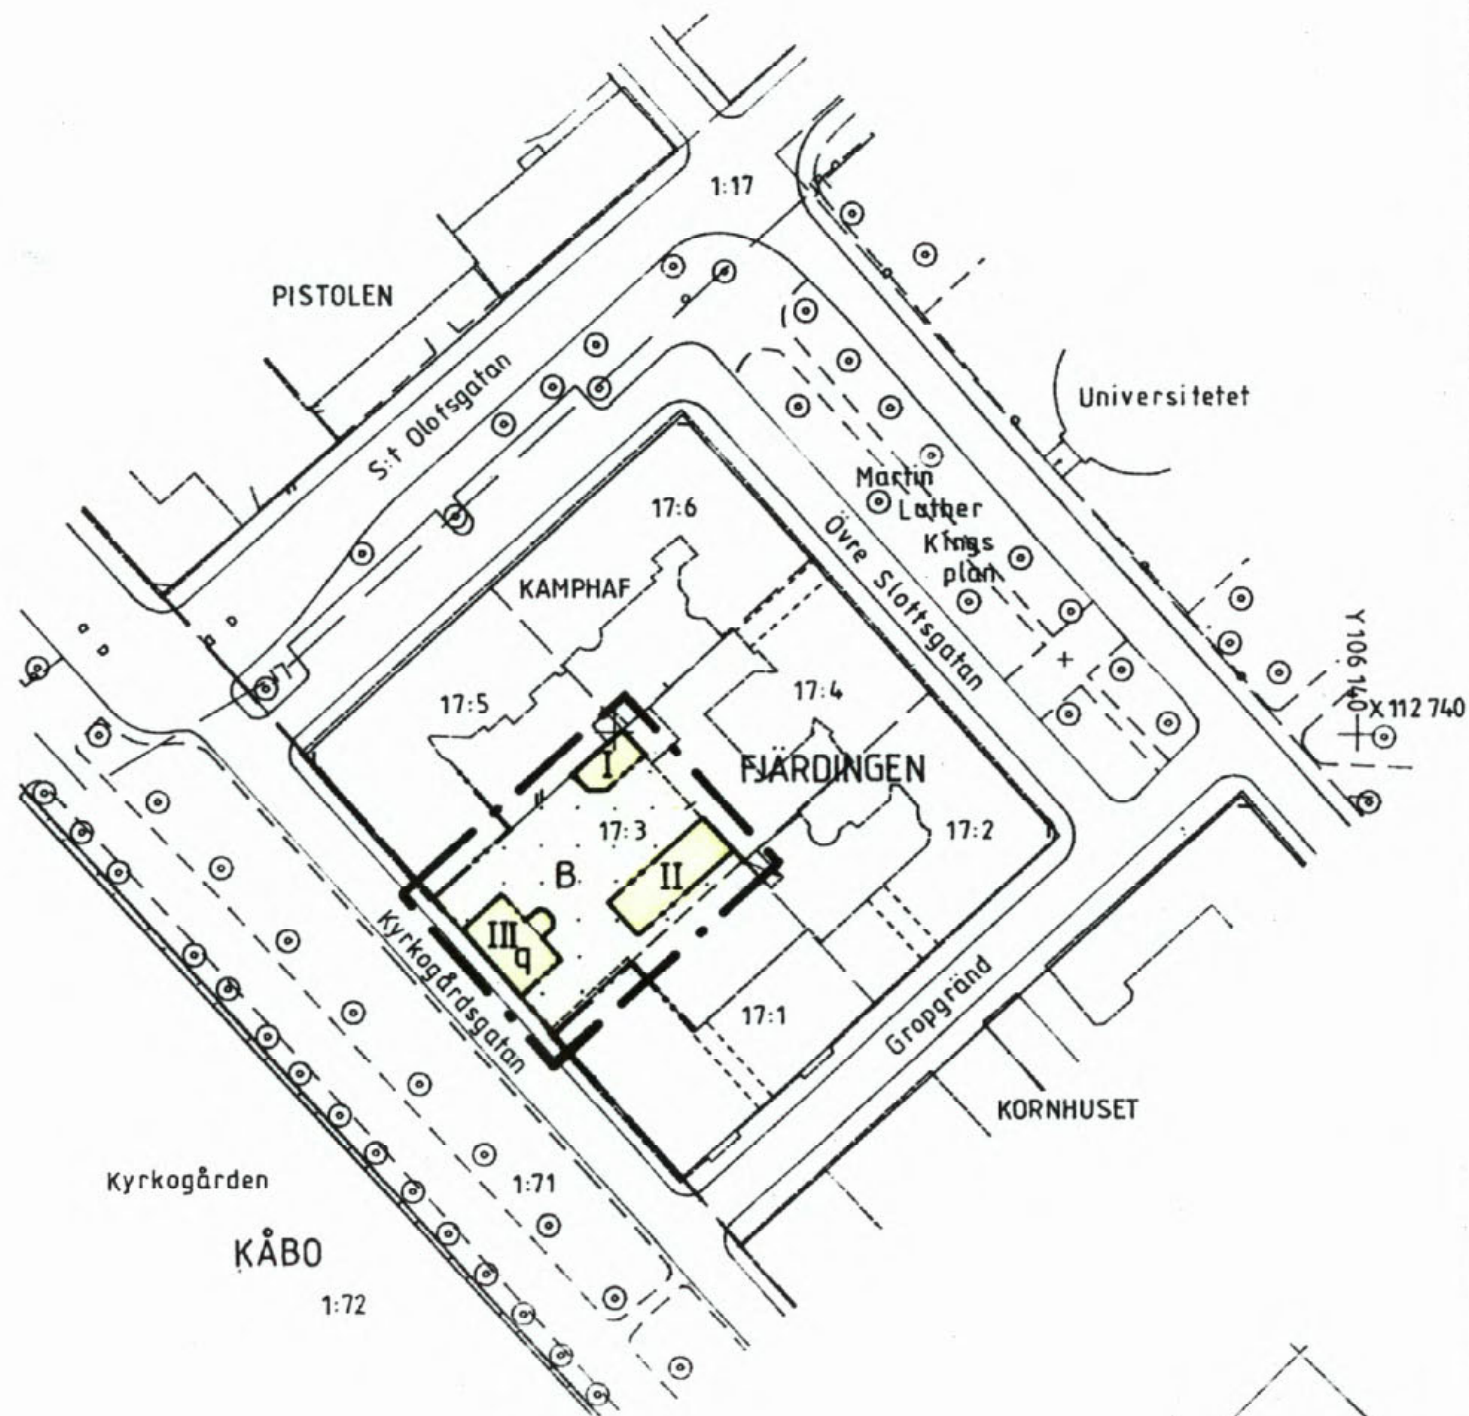 1:17
PISTOLEN
S:t Olofsgatan
Universitetet
Martin
Luther
Kings
plan
Övre Slottsgatan
17:6
KAMPHAF
Y 106 140
X 112 740
17:5
17:4
FJÄRDINGEN
I
17:3
17:2
B
II
III
q
Kyrkogårdsgatan
17:1
Gropgränd
KORNHUSET
Kyrkogården
1:71
KÅBO
1:72